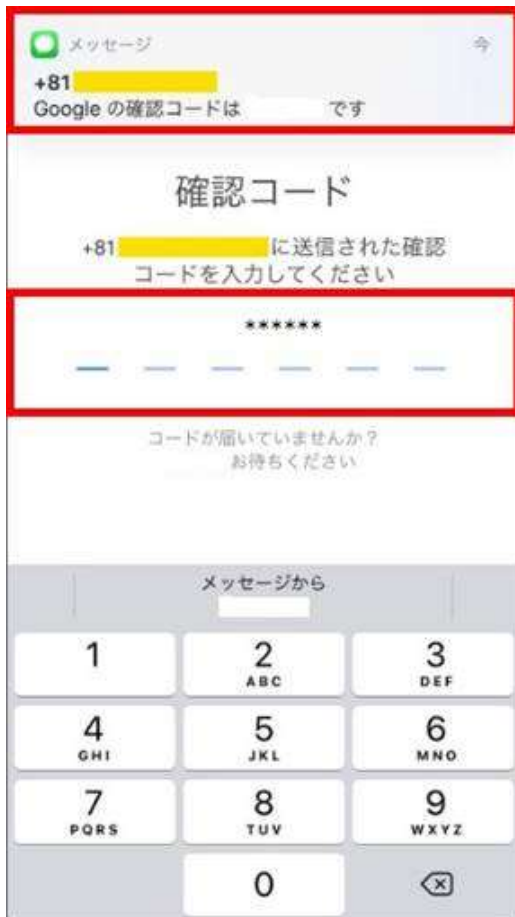 メッセージ
今
+81
Google の確認コードは です
確認コード
+81 に送信された確認
コードを入力してください
******
コードが届いていませんか？
お待ちください
メッセージから
1
2
3
ABC
DEF
4
5
6
GHI
JKL
MNO
7
8
9
PQRS
TUV
WXYZ
0